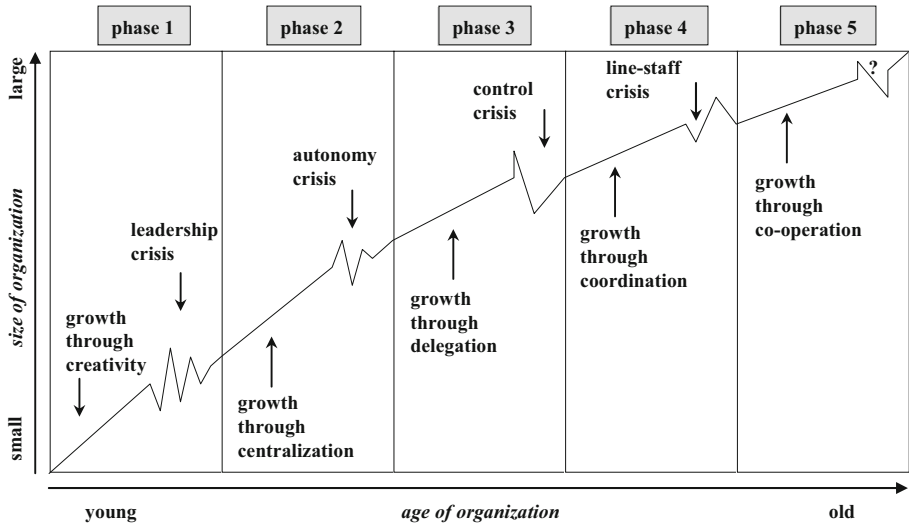 phase 1
phase 2
phase 3
phase 4
phase 5
large
size of organization
small
growth
through
creativity
leadership
crisis
growth
through
centralization
autonomy
crisis
growth
through
delegation
control
crisis
growth
through
coordination
line-staff
crisis
growth
through
co-operation
?
young
age of organization
old